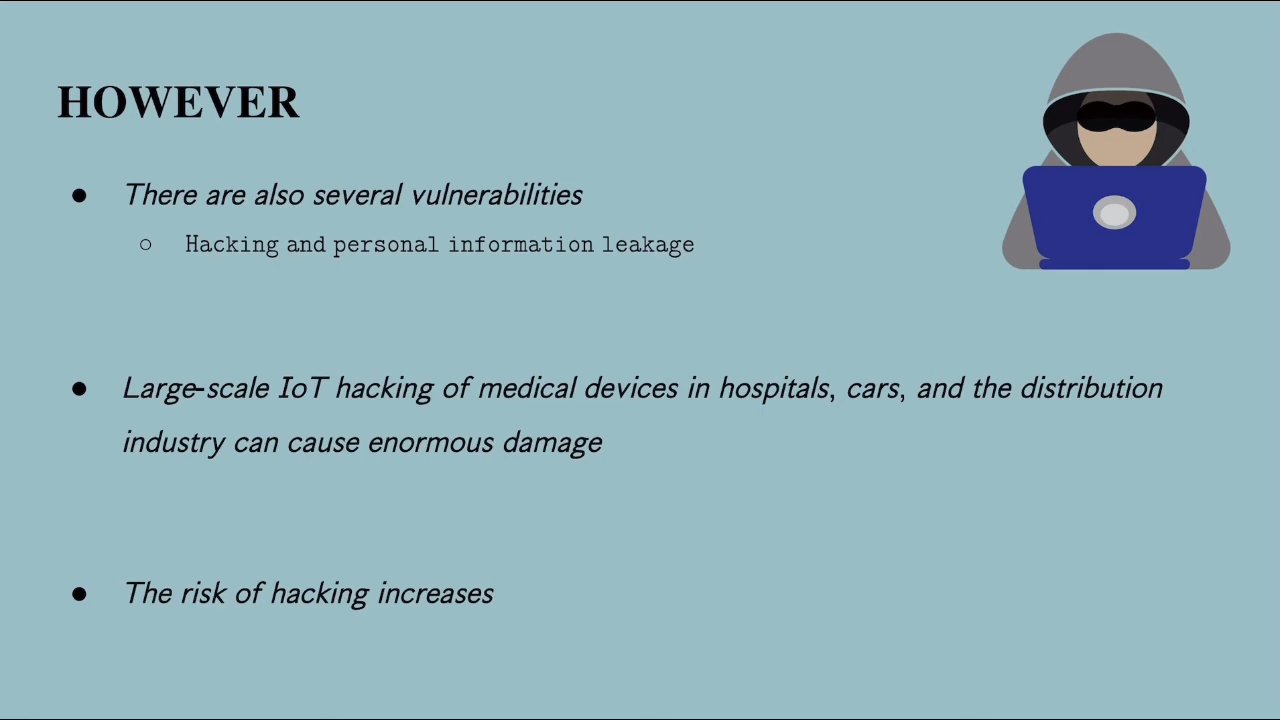 HOWEVER
● There are also several vulnerabilities
○ Hacking and personal information leakage
● Large-scale IoT hacking of medical devices in hospitals, cars, and the distribution
industry can cause enormous damage
● The risk of hacking increases